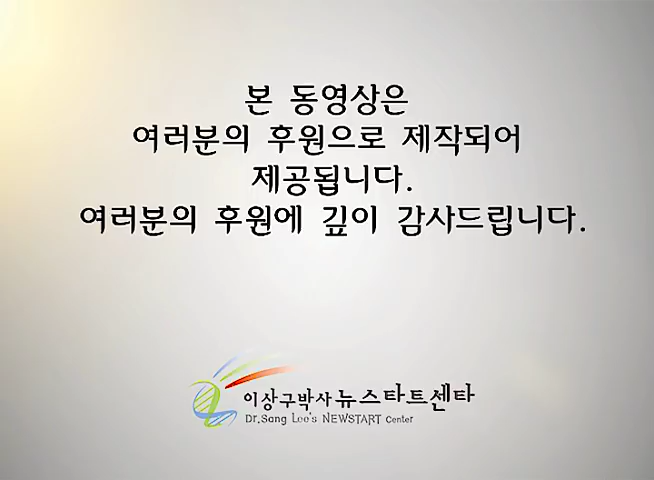 본 동영상은
여러분의 후원으로 제작되어
제공됩니다.
여러분의 후원에 깊이 감사드립니다.
이상구박사 뉴스타트센타
Dr.Sang Lee's NEWSTART Center